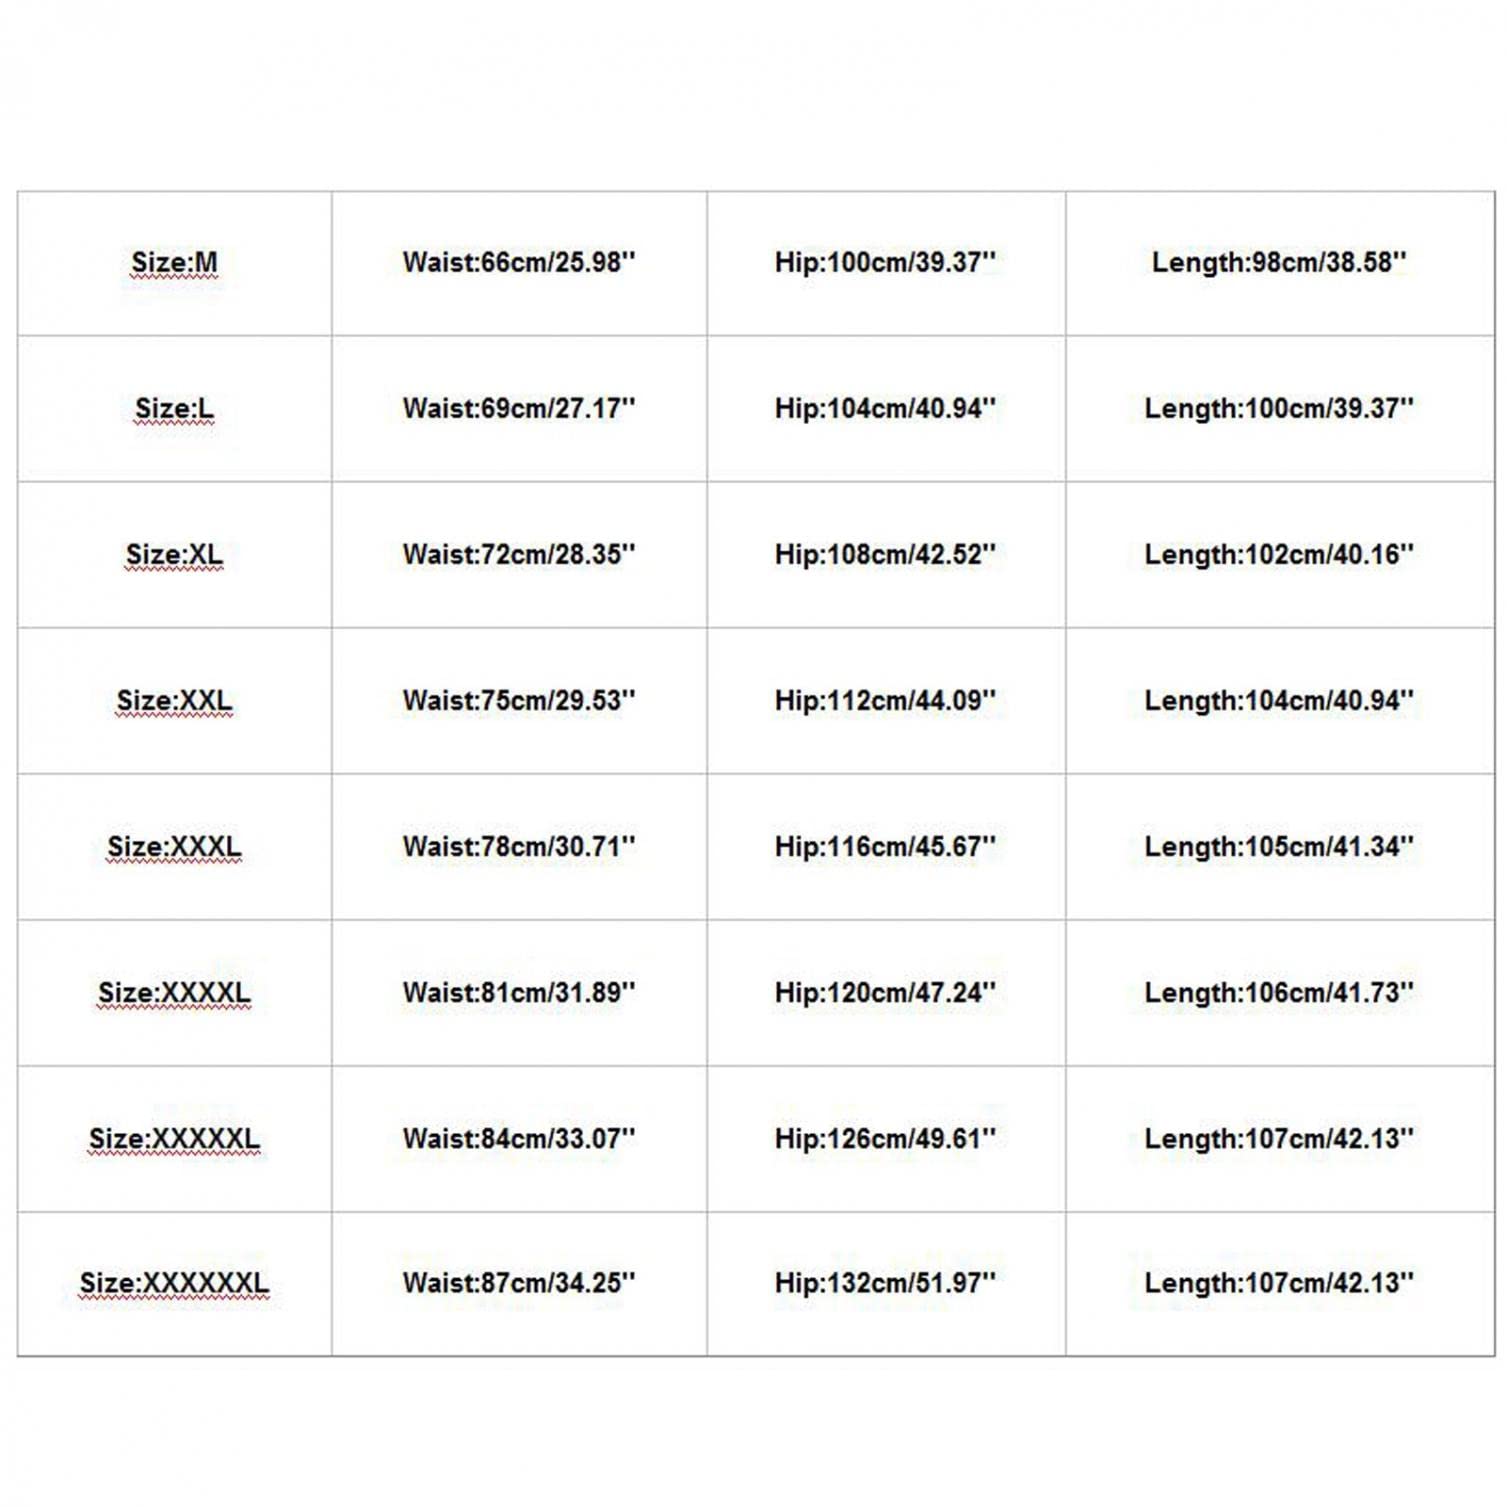 Size:M Waist:66cm/25.98'' Hip:100cm/39.37'' Length:98cm/38.58''
Size:L Waist:69cm/27.17'' Hip:104cm/40.94'' Length:100cm/39.37''
Size:XL Waist:72cm/28.35'' Hip:108cm/42.52'' Length:102cm/40.16''
Size:XXL Waist:75cm/29.53'' Hip:112cm/44.09'' Length:104cm/40.94''
Size:XXXL Waist:78cm/30.71'' Hip:116cm/45.67'' Length:105cm/41.34''
Size:XXXXL Waist:81cm/31.89'' Hip:120cm/47.24'' Length:106cm/41.73''
Size:XXXXXL Waist:84cm/33.07'' Hip:126cm/49.61'' Length:107cm/42.13''
Size:XXXXXXL Waist:87cm/34.25'' Hip:132cm/51.97'' Length:107cm/42.13''